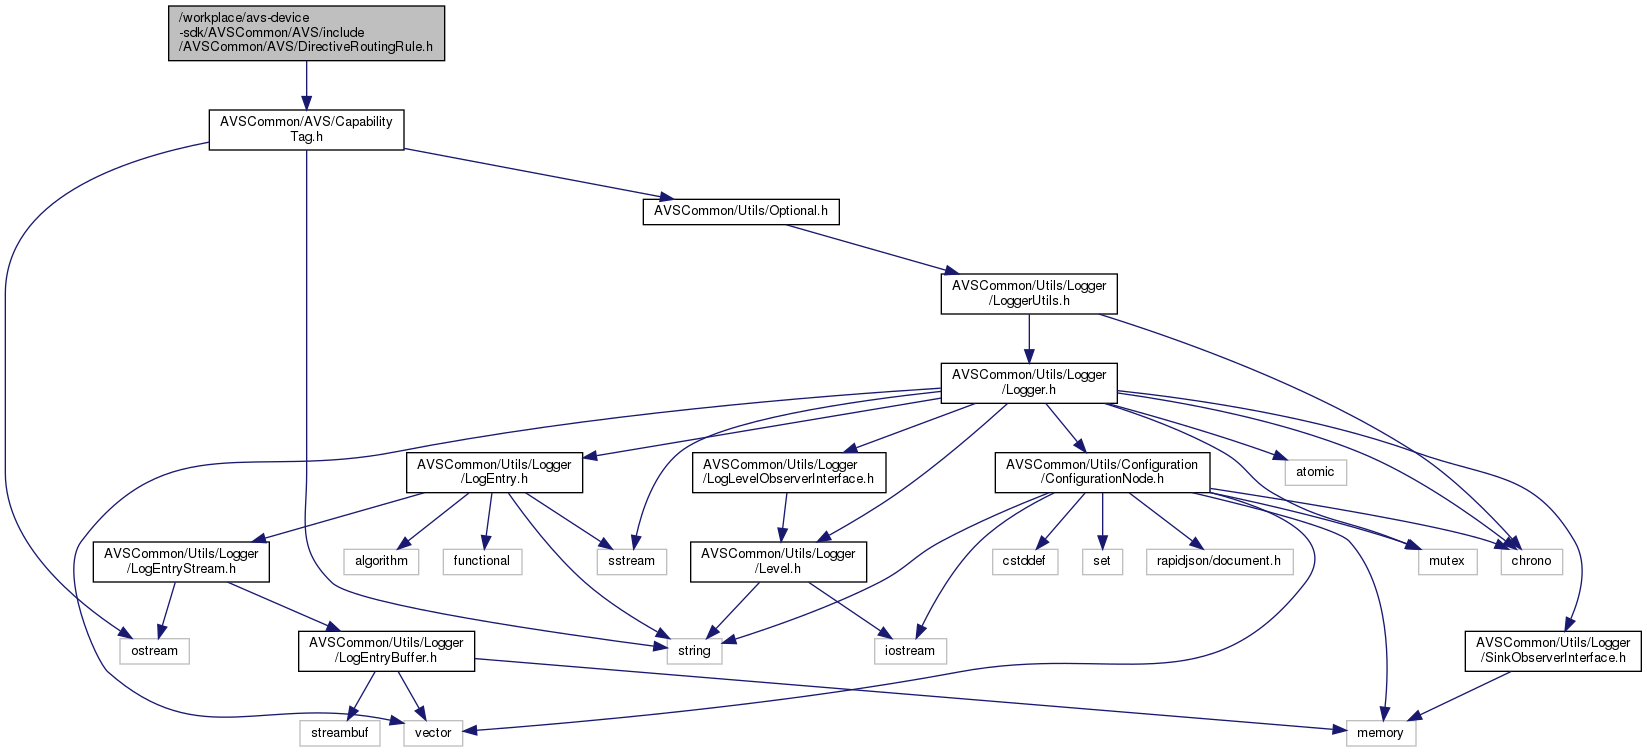 /workplace/avs-device
-sdk/AVSCommon/AVS/include
/AVSCommon/AVS/DirectiveRoutingRule.h
AVSCommon/AVS/Capability
Tag.h
AVSCommon/Utils/Optional.h
AVSCommon/Utils/Logger
/LoggerUtils.h
AVSCommon/Utils/Logger
/Logger.h
AVSCommon/Utils/Logger
/LogEntry.h
AVSCommon/Utils/Logger
/LogLevelObserverInterface.h
AVSCommon/Utils/Configuration
/ConfigurationNode.h
atomic
AVSCommon/Utils/Logger
/LogEntryStream.h
algorithm
functional
sstream
AVSCommon/Utils/Logger
/Level.h
cstddef
set
rapidjson/document.h
mutex
chrono
ostream
AVSCommon/Utils/Logger
/LogEntryBuffer.h
string
iostream
AVSCommon/Utils/Logger
/SinkObserverInterface.h
streambuf
vector
memory